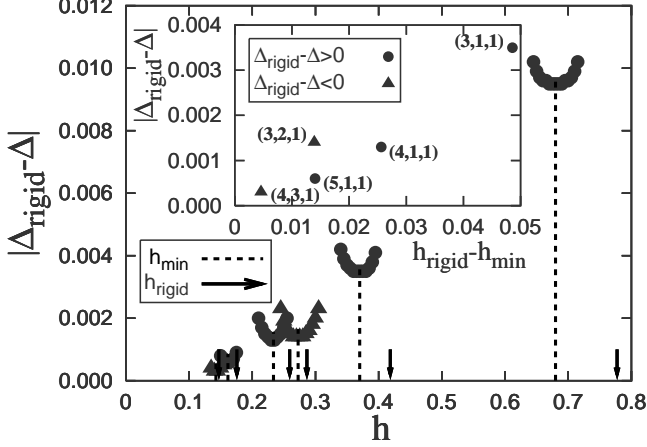 0.012
0.010
0.008
0.006
0.004
0.002
0.000
|Δrigid-Δ|
0 0.1 0.2 0.3 0.4 0.5 0.6 0.7 0.8
h
hmin
hrigid
0.004
0.003
0.002
0.001
0.000
|Δrigid-Δ|
Δrigid-Δ>0
Δrigid-Δ<0
(3,1,1)
(3,2,1)
(4,1,1)
(5,1,1)
(4,3,1)
0 0.01 0.02 0.03 0.04 0.05
hrigid-hmin